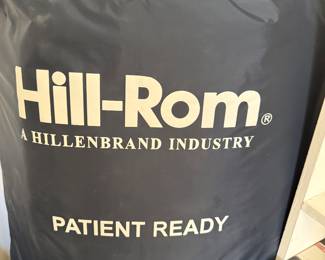 Hill-Rom®
A HILLENBRAND INDUSTRY
PATIENT READY